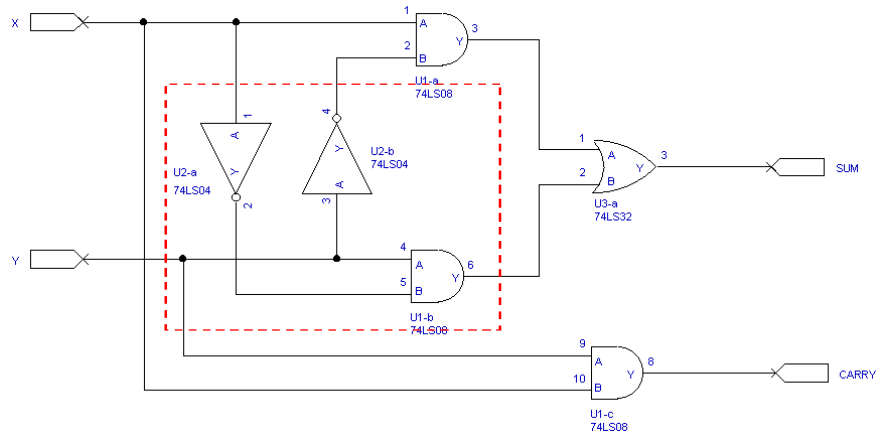 X
1
A
Y
3
2
B
U1-a
74LS08
1
A
Y
2
U2-a
74LS04
4
Y
A
3
U2-b
74LS04
1
A
2
B
Y
3
U3-a
74LS32
SUM
Y
4
A
5
B
Y
6
U1-b
74LS08
9
A
10
B
Y
8
U1-c
74LS08
CARRY